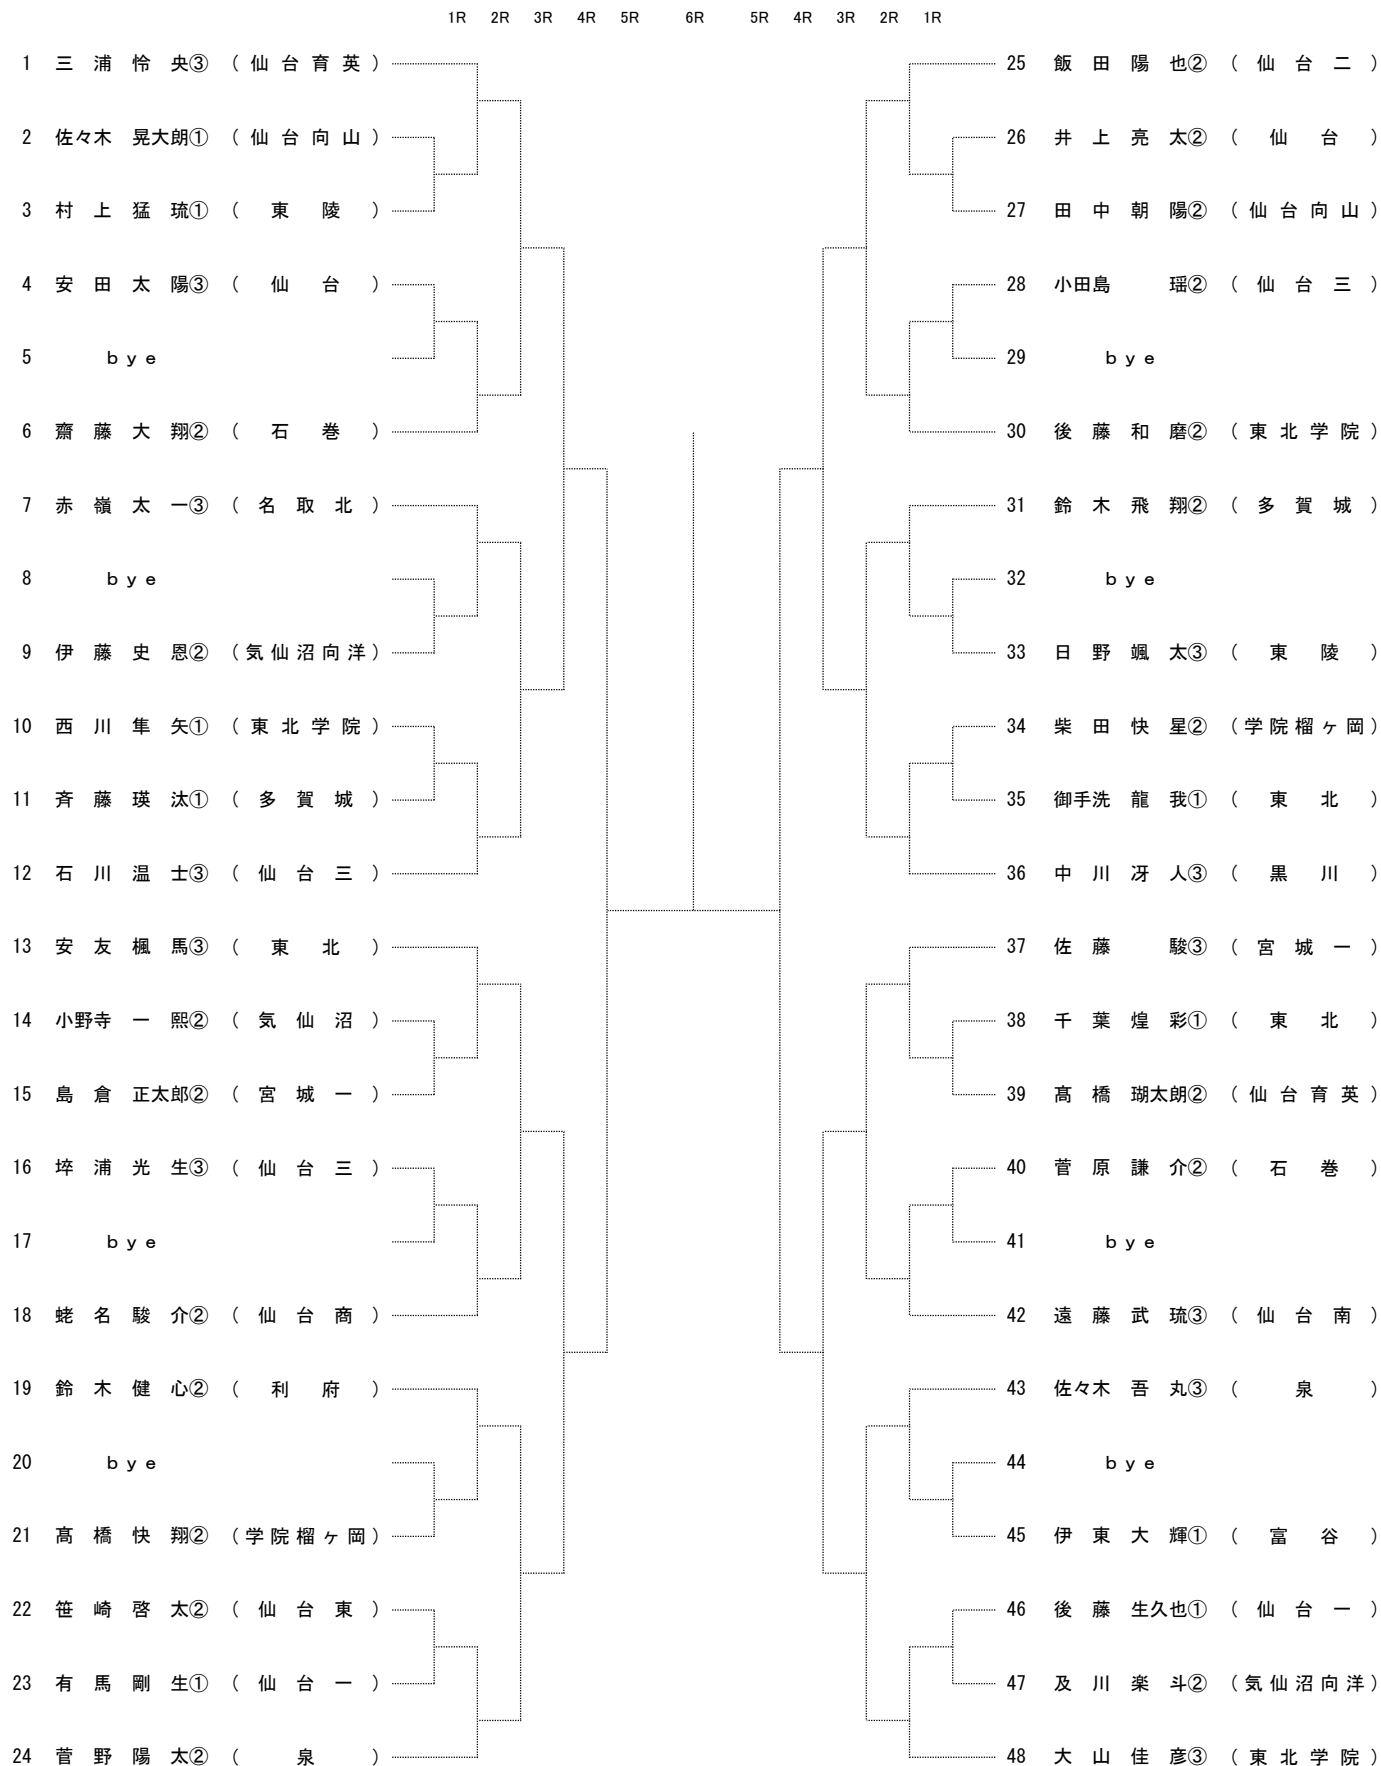 1R 2R 3R 4R 5R 6R 5R 4R 3R 2R 1R
1 三浦怜央③ (仙台育英)
2 佐々木晃大朗① (仙台向山)
3 村上猛琉① (東陵)
4 安田太陽③ (仙台)
5 bye
6 齋藤大翔② (石巻)
7 赤嶺太一③ (名取北)
8 bye
9 伊藤史恩② (気仙沼向洋)
10 西川隼矢① (東北学院)
11 斉藤瑛汰① (多賀城)
12 石川温士③ (仙台三)
13 安友楓馬③ (東北)
14 小野寺一熙② (気仙沼)
15 島倉正太郎② (宮城一)
16 埣浦光生③ (仙台三)
17 bye
18 蛯名駿介② (仙台商)
19 鈴木健心② (利府)
20 bye
21 髙橋快翔② (学院榴ヶ岡)
22 笹崎啓太② (仙台東)
23 有馬剛生① (仙台一)
24 菅野陽太② (泉)
25 飯田陽也② (仙台二)
26 井上亮太② (仙台)
27 田中朝陽② (仙台向山)
28 小田島瑶② (仙台三)
29 bye
30 後藤和磨② (東北学院)
31 鈴木飛翔② (多賀城)
32 bye
33 日野颯太③ (東陵)
34 柴田快星② (学院榴ヶ岡)
35 御手洗龍我① (東北)
36 中川冴人③ (黒川)
37 佐藤駿③ (宮城一)
38 千葉煌彩① (東北)
39 髙橋瑚太朗② (仙台育英)
40 菅原謙介② (石巻)
41 bye
42 遠藤武琉③ (仙台南)
43 佐々木吾丸③ (泉)
44 bye
45 伊東大輝① (富谷)
46 後藤生久也① (仙台一)
47 及川楽斗② (気仙沼向洋)
48 大山佳彦③ (東北学院)